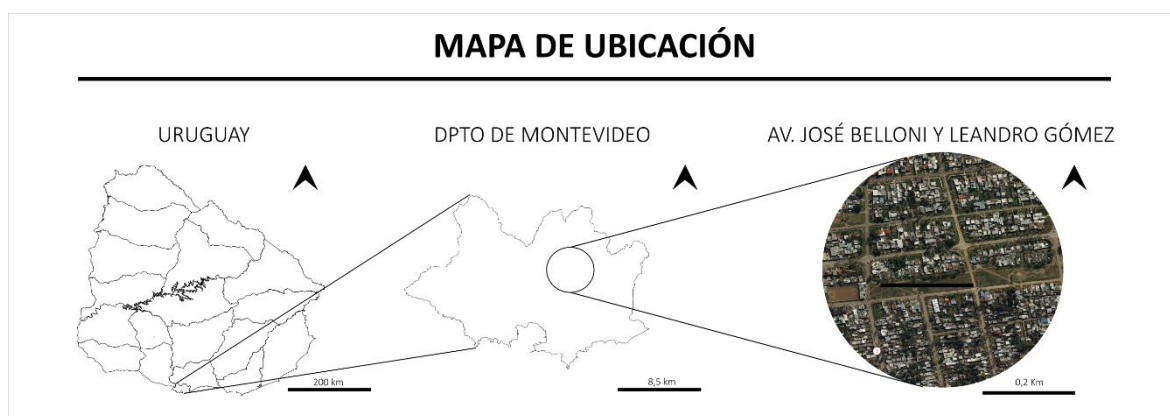 MAPA DE UBICACIÓN
URUGUAY
DPTO DE MONTEVIDEO
AV. JOSÉ BELLONI Y LEANDRO GÓMEZ
200 km
8,5 km
0,2 Km